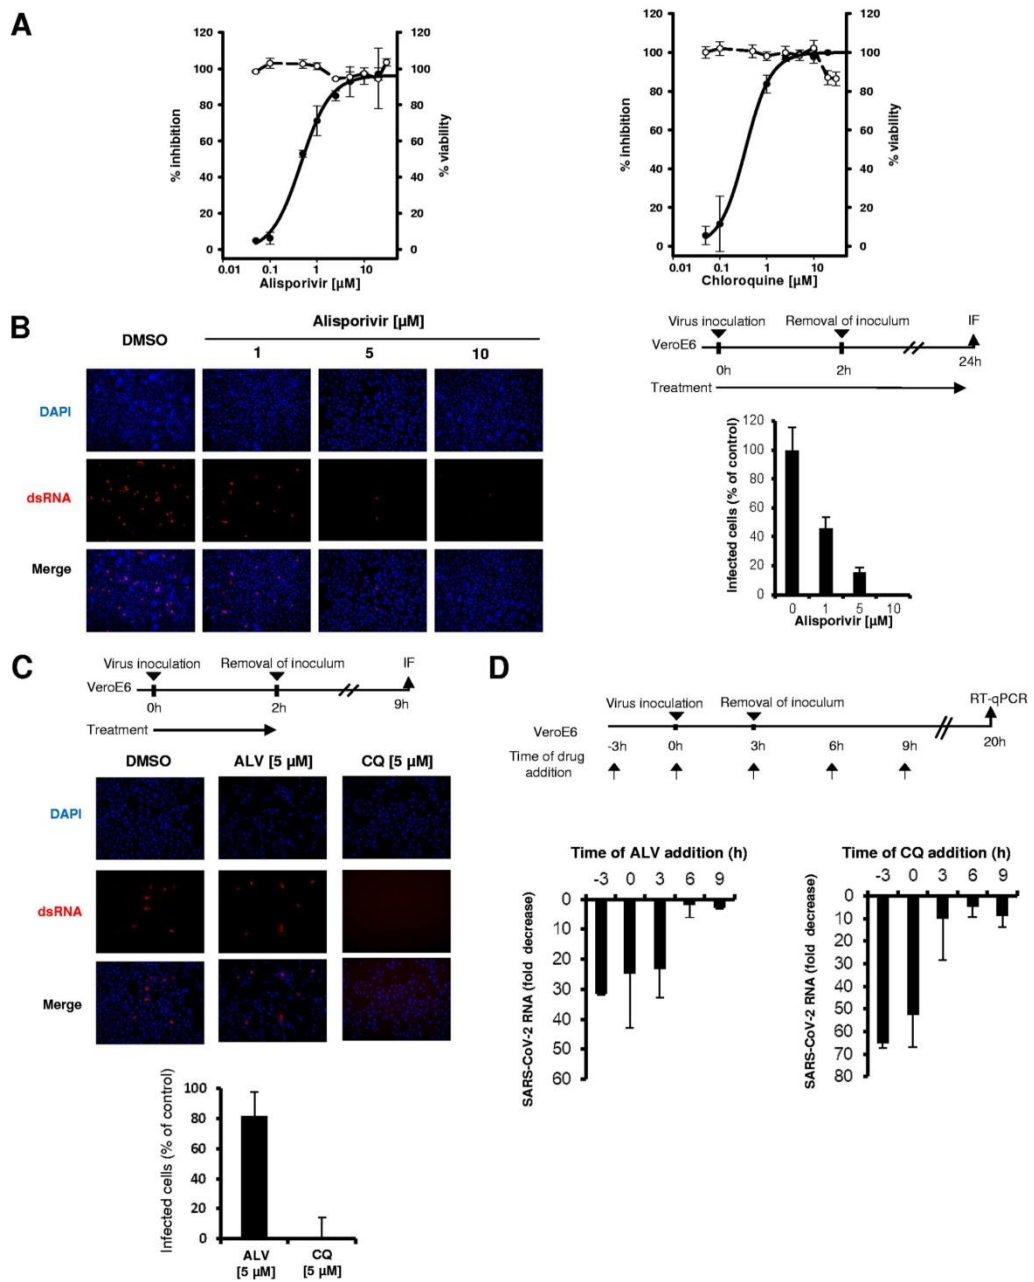 A
120
100
80
60
40
20
0
% inhibition
120
100
80
60
40
20
0
% viability
0.01
0.1
1
10
Alisporivir [µM]
120
100
80
60
40
20
0
% inhibition
120
100
80
60
40
20
0
% viability
0.01
0.1
1
10
Chloroquine [µM]
B
DMSO
Alisporivir [µM]
1
5
10
DAPI
dsRNA
Merge
Virus inoculation
Removal of inoculum
IF
VeroE6
0h
2h
24h
Treatment
Infected cells (% of control)
120
100
80
60
40
20
0
0
1
5
10
Alisporivir [µM]
C
Virus inoculation
Removal of inoculum
IF
VeroE6
0h
2h
9h
Treatment
DMSO
ALV [5 µM]
CQ [5 µM]
DAPI
dsRNA
Merge
Infected cells (% of control)
100
80
60
40
20
0
ALV
[5 µM]
CQ
[5 µM]
D
RT-qPCR
Virus inoculation
Removal of inoculum
VeroE6
20h
Time of drug
addition
-3h
0h
3h
6h
9h
Time of ALV addition (h)
-3
0
3
6
9
SARS-CoV-2 RNA (fold decrease)
0
10
20
30
40
50
60
Time of CQ addition (h)
-3
0
3
6
9
SARS-CoV-2 RNA (fold decrease)
0
10
20
30
40
50
60
70
80